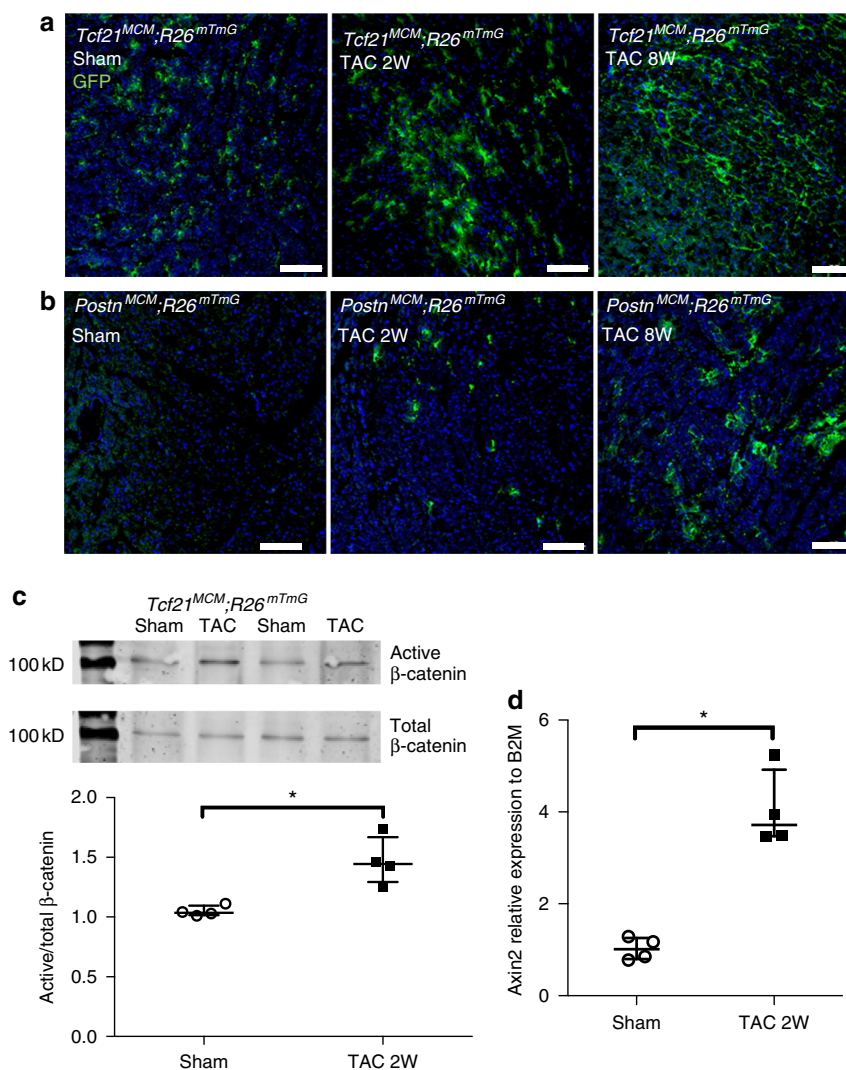 a
Tcf21MCM;R26mTmG
Sham
GFP
Tcf21MCM;R26mTmG
TAC 2W
Tcf21MCM;R26mTmG
TAC 8W
b
PostnMCM;R26mTmG
Sham
PostnMCM;R26mTmG
TAC 2W
PostnMCM;R26mTmG
TAC 8W
c
Tcf21MCM;R26mTmG
Sham TAC Sham TAC
100 kD
Active
β-catenin
100 kD
Total
β-catenin
2.0
1.5
1.0
0.5
0.0
Active/total β-catenin
*
Sham
TAC 2W
d
6
4
2
0
Axin2 relative expression to B2M
*
Sham
TAC 2W